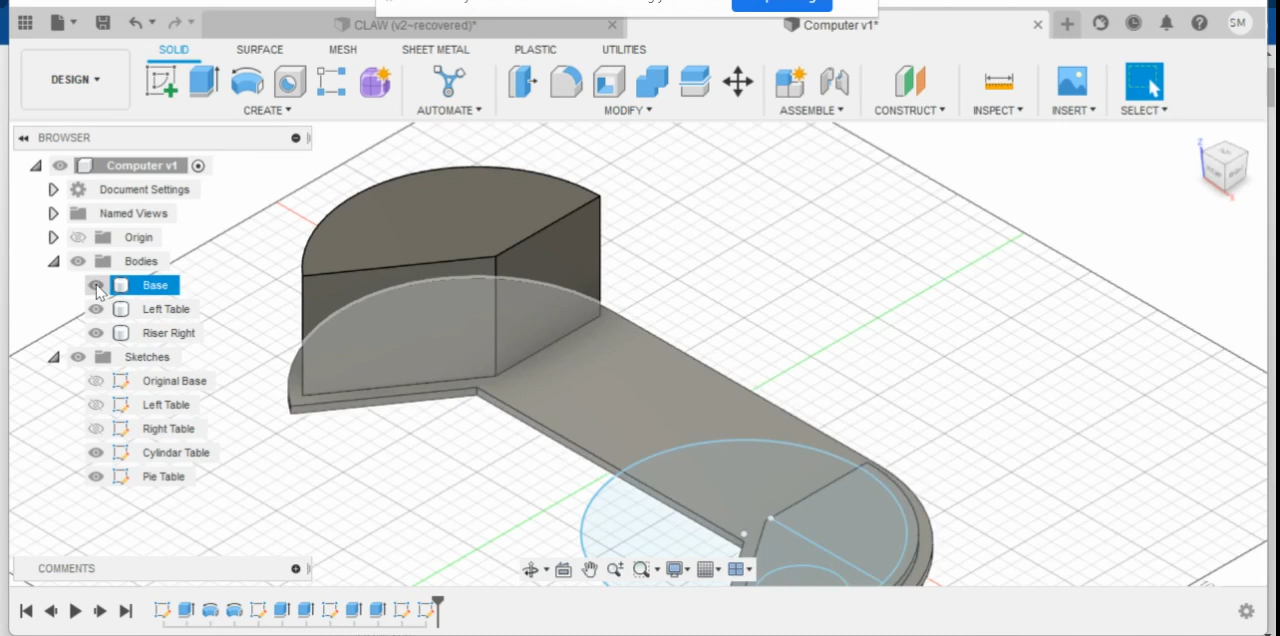 CLAW (v2~recovered)*
Computer v1*
SM
SOLID
SURFACE
MESH
SHEET METAL
PLASTIC
UTILITIES
DESIGN
CREATE
AUTOMATE
MODIFY
ASSEMBLE
CONSTRUCT
INSPECT
INSERT
SELECT
BROWSER
Computer v1
Document Settings
Named Views
Origin
Bodies
Base
Left Table
Riser Right
Sketches
Original Base
Left Table
Right Table
Cylindar Table
Pie Table
COMMENTS
Z